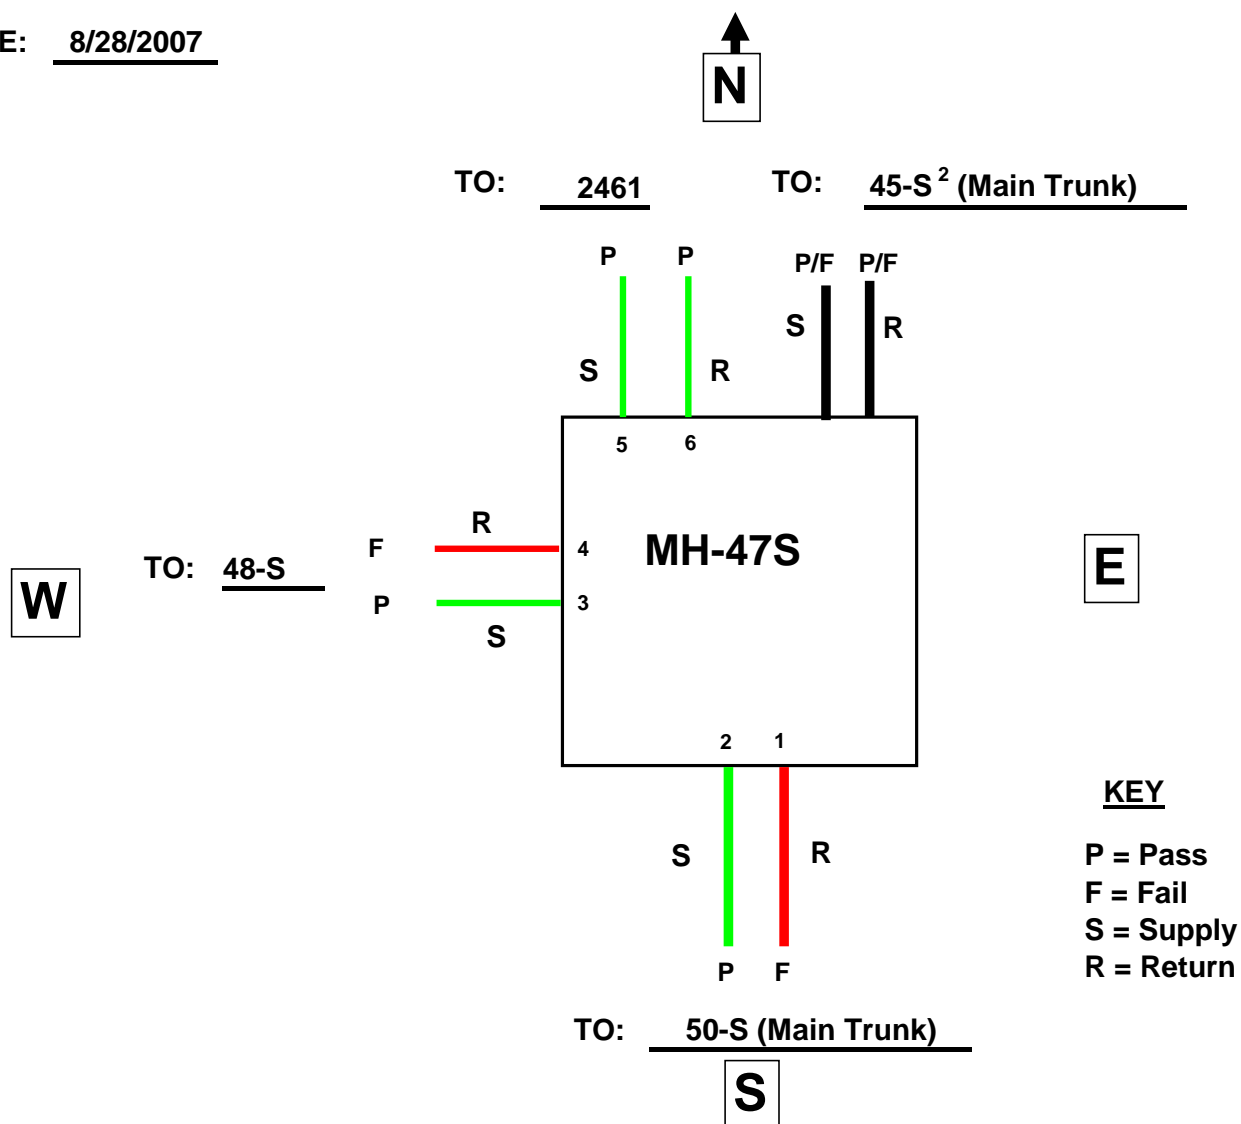 E: 8/28/2007
N
TO: 2461 TO: 45-S 2 (Main Trunk)
P P P/F P/F
S R
S R
5 6
R
F 4 MH-47S
TO: 48-S
E
W
P 3
S
2 1
KEY
S R
P = Pass
F = Fail
S = Supply
R = Return
P F
TO: 50-S (Main Trunk)
S